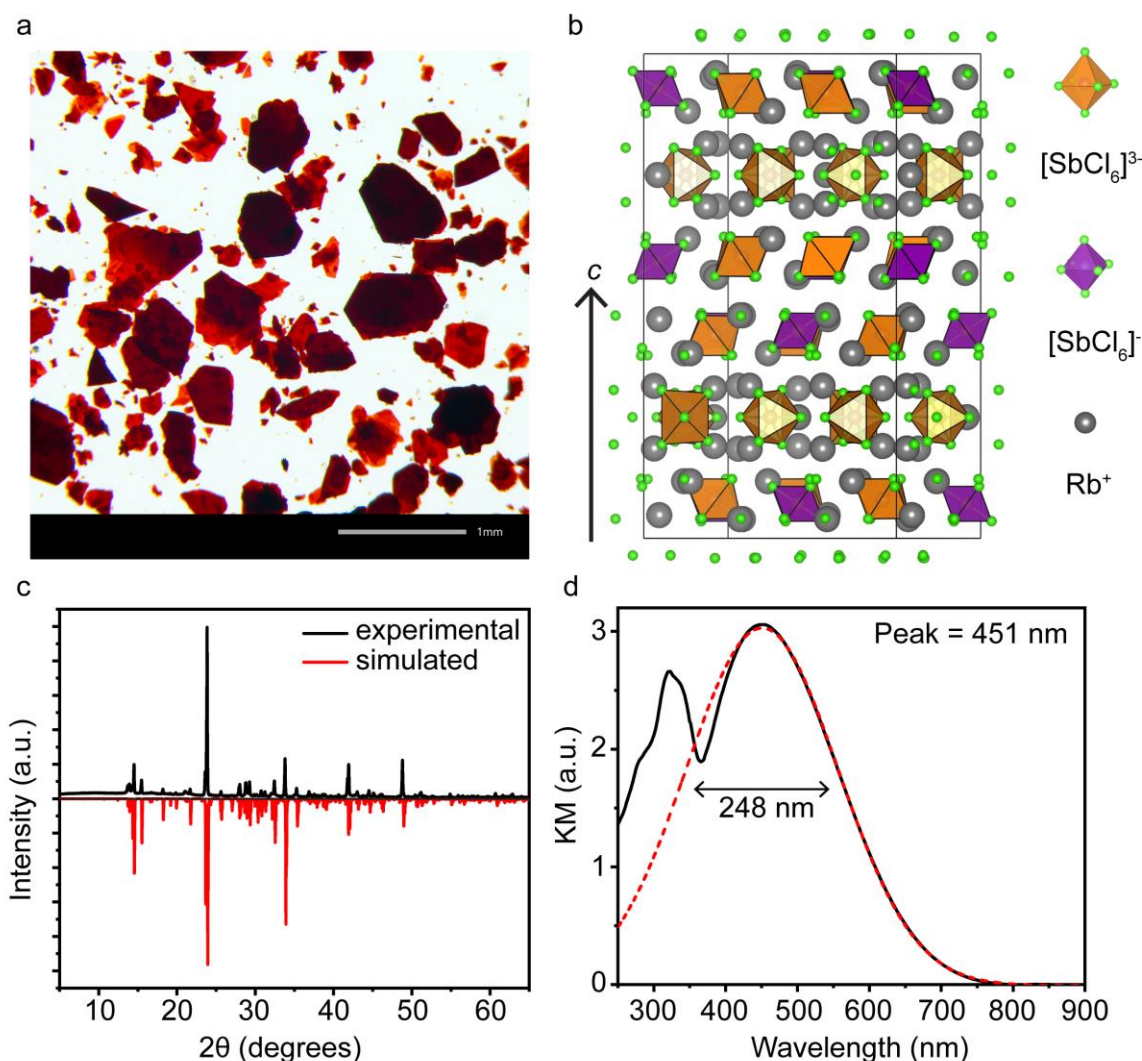 a
1mm
b
c
[SbCl₆]³⁻
[SbCl₆]⁻
Rb⁺
c
experimental
simulated
Intensity (a.u.)
10 20 30 40 50 60
2θ (degrees)
d
Peak = 451 nm
248 nm
KM (a.u.)
3
2
1
0
300 400 500 600 700 800 900
Wavelength (nm)